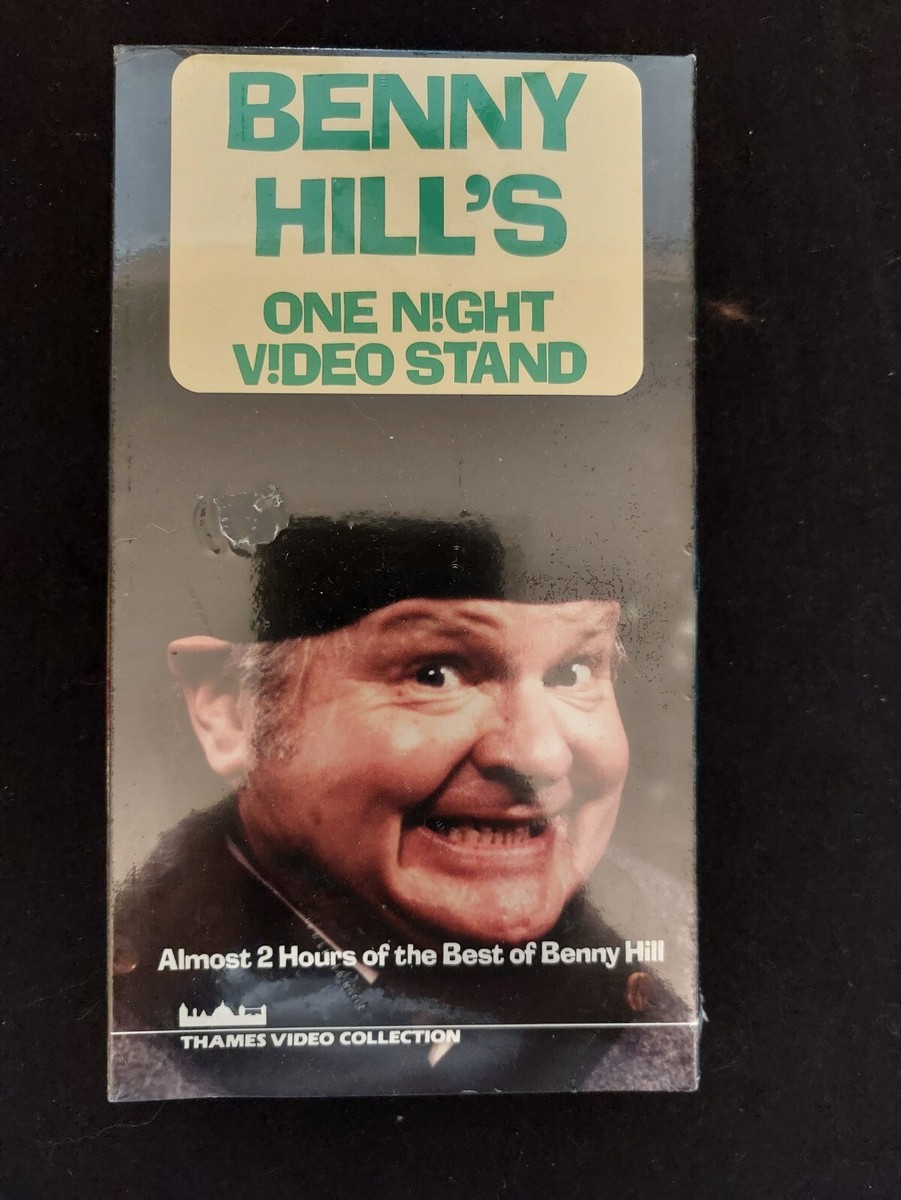 BENNY
HILL'S
ONE N!GHT
V!DEO STAND
Almost 2 Hours of the Best of Benny Hill
THAMES VIDEO COLLECTION